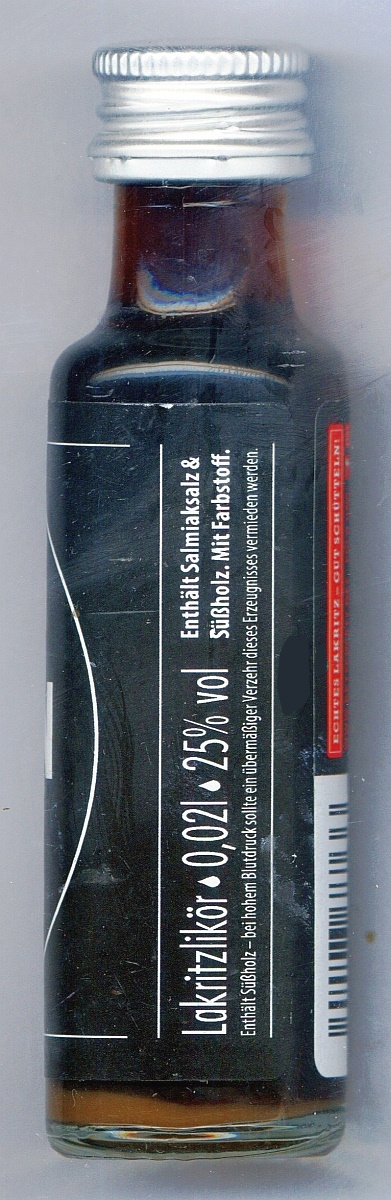 Lakritzlikör 0,02l 25% vol
Enthält Salmiaksalz &
Süßholz. Mit Farbstoff.
Enthält Süßholz – bei hohem Blutdruck sollte ein übermäßiger Verzehr dieses Erzeugnisses vermieden werden.
ECHTES LAKRITZ – GUT SCHÜTTELN!